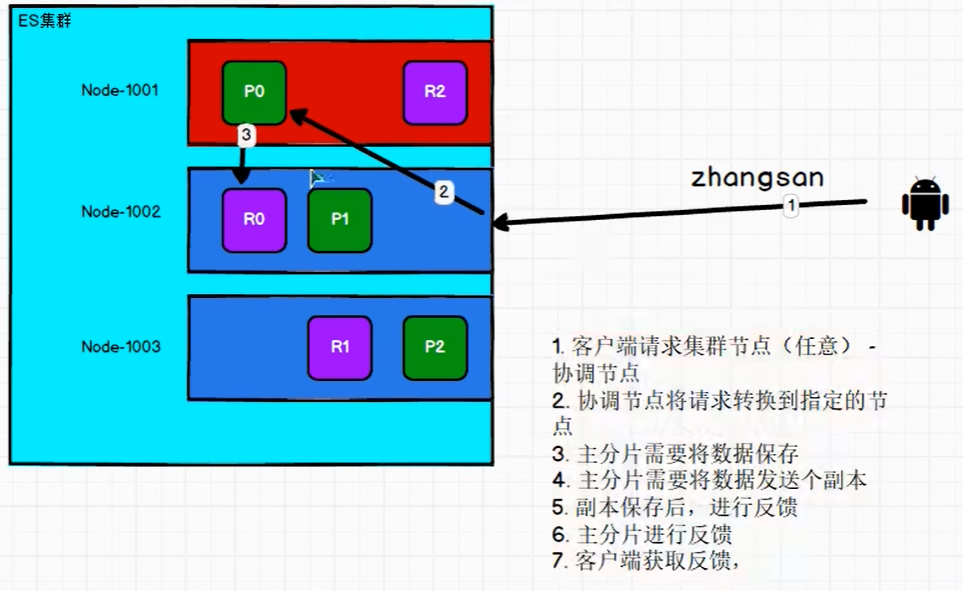 ES集群
Node-1001
P0
R2
3
Node-1002
R0
P1
2
zhangsan
1
Node-1003
R1
P2
1. 客户端请求集群节点（任意） -
协调节点
2. 协调节点将请求转换到指定的节
点
3. 主分片需要将数据保存
4. 主分片需要将数据发送个副本
5. 副本保存后，进行反馈
6. 主分片进行反馈
7. 客户端获取反馈，